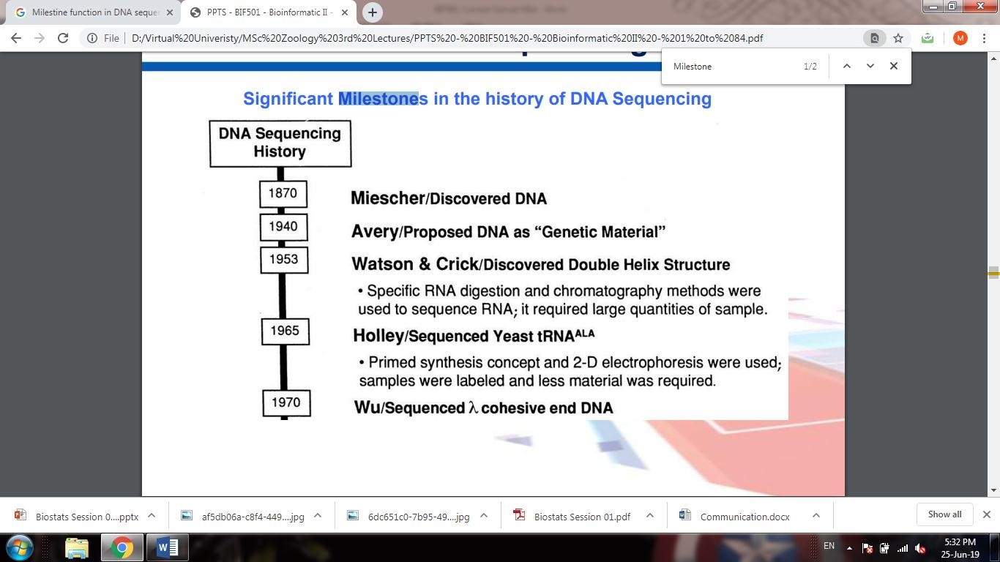 Milestine function in DNA sequen
PPTS - BIF501 - Bioinformatic II -
File
D:/Virtual%20Univeristy/MSc%20Zoology%203rd%20Lectures/PPTS%20-%20BIF501%20-%20Bioinformatic%20II%20-%201%20to%2084.pdf
M
Milestone 1/2
Significant Milestones in the history of DNA Sequencing
DNA Sequencing
History
1870
Miescher/Discovered DNA
1940
Avery/Proposed DNA as “Genetic Material”
1953
Watson & Crick/Discovered Double Helix Structure
• Specific RNA digestion and chromatography methods were
used to sequence RNA; it required large quantities of sample.
1965
Holley/Sequenced Yeast tRNAᴬᴸᴬ
• Primed synthesis concept and 2-D electrophoresis were used;
samples were labeled and less material was required.
1970
Wu/Sequenced λ cohesive end DNA
Biostats Session 0....pptx
af5db06a-c8f4-449....jpg
6dc651c0-7b95-49....jpg
Biostats Session 01.pdf
Communication.docx
Show all
EN
5:32 PM
25-Jun-19